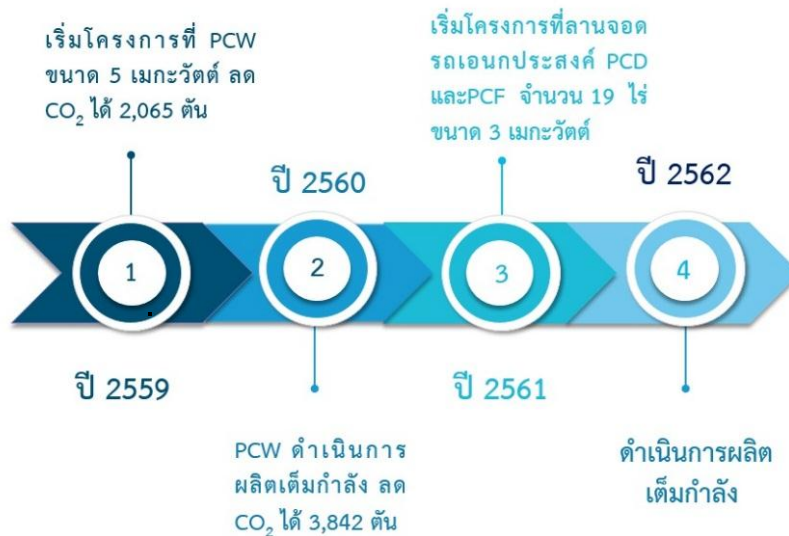 เริ่มโครงการที่ PCW
ขนาด 5 เมกะวัตต์ ลด
CO₂ ได้ 2,065 ตัน
ปี 2560
เริ่มโครงการที่ลานจอด
รถเอนกประสงค์ PCD
และPCF จำนวน 19 ไร่
ขนาด 3 เมกะวัตต์
ปี 2562
1
2
3
4
ปี 2559
PCW ดำเนินการ
ผลิตเต็มกำลัง ลด
CO₂ ได้ 3,842 ตัน
ปี 2561
ดำเนินการผลิต
เต็มกำลัง